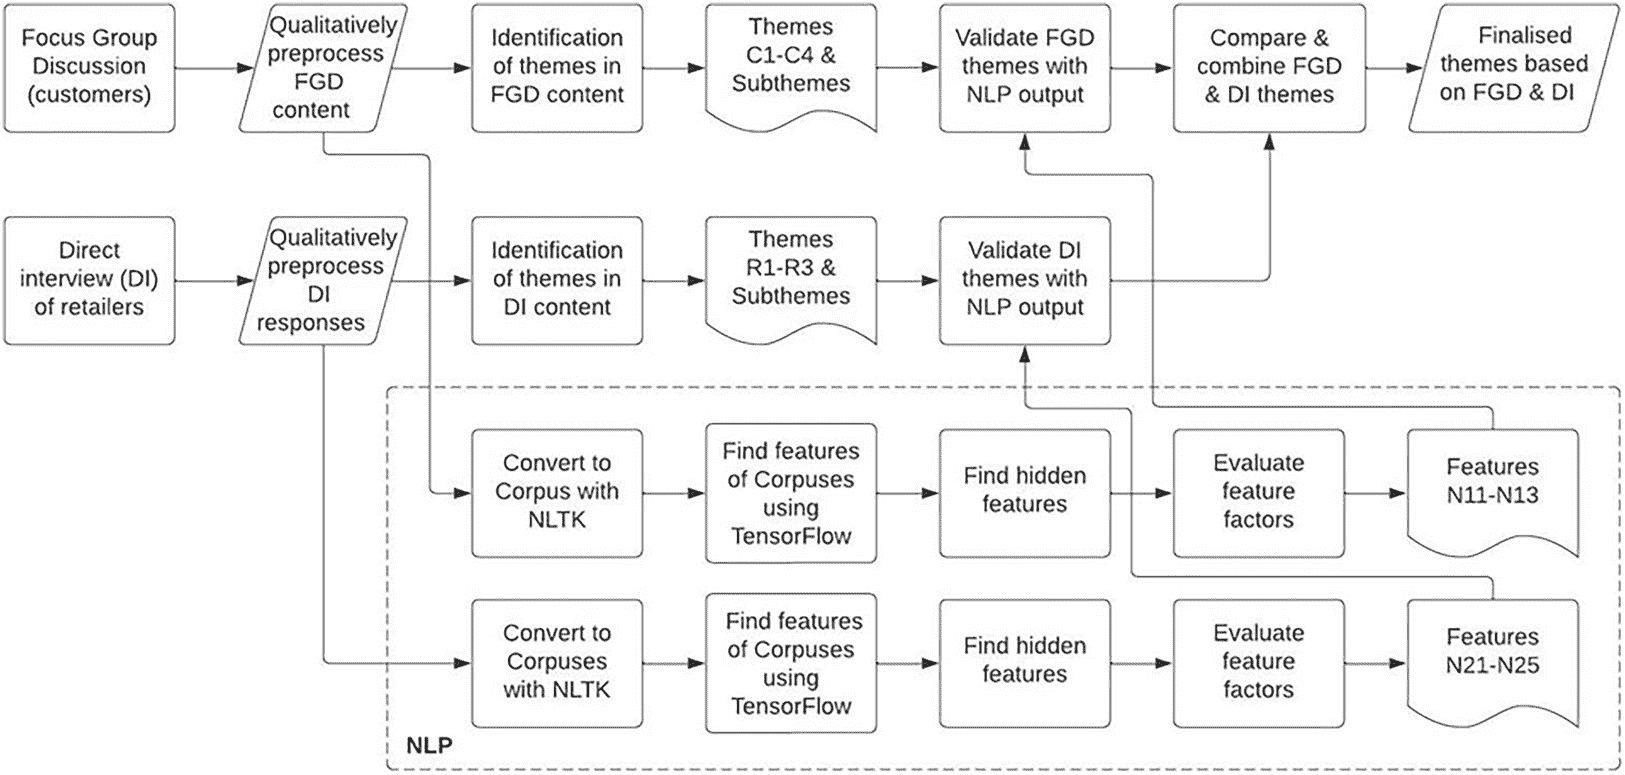 Focus Group
Discussion
(customers)
Qualitatively
preprocess
FGD
content
Identification
of themes in
FGD content
Themes
C1-C4 &
Subthemes
Validate FGD
themes with
NLP output
Compare &
combine FGD
& DI themes
Finalised
themes based
on FGD & DI
Direct
interview (DI)
of retailers
Qualitatively
preprocess
DI
responses
Identification
of themes in
DI content
Themes
R1-R3 &
Subthemes
Validate DI
themes with
NLP output
Convert to
Corpus with
NLTK
Find features
of Corpuses
using
TensorFlow
Find hidden
features
Evaluate
feature
factors
Features
N11-N13
Convert to
Corpuses
with NLTK
Find features
of Corpuses
using
TensorFlow
Find hidden
features
Evaluate
feature
factors
Features
N21-N25
NLP